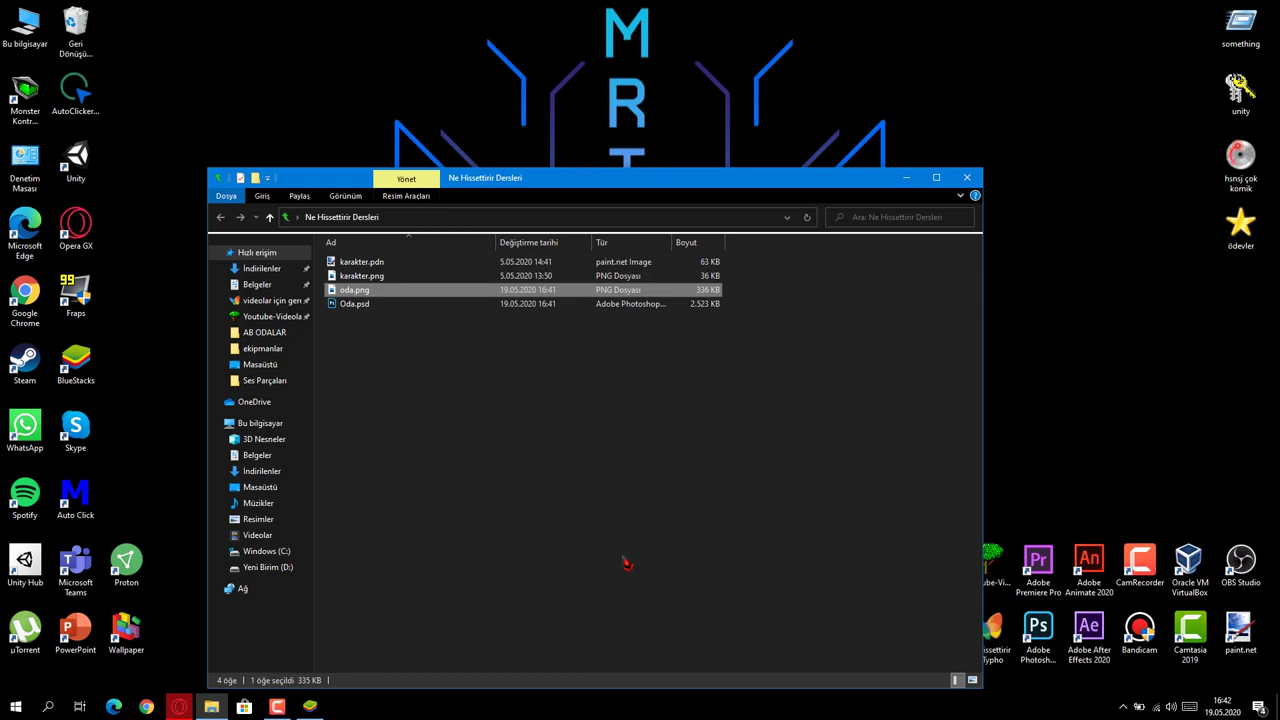 M
R
Bu bilgisayar
Geri
Dönüşü...
Monster
Kontr...
AutoClicker...
Denetim
Masası
Unity
Microsoft
Edge
Opera GX
Google
Chrome
99
Fraps
Steam
BlueStacks
WhatsApp
Skype
Spotify
Auto Click
Unity Hub
Microsoft
Teams
Proton
µTorrent
PowerPoint
Wallpaper
something
unity
hsnsj çok
komik
ödevler
Yönet
Ne Hissettirir Dersleri
Dosya
Giriş
Paylaş
Görünüm
Resim Araçları
Ne Hissettirir Dersleri
Ara: Ne Hissettirir Dersleri
Ad
Değiştirme tarihi
Tür
Boyut
karakter.pdn 5.05.2020 14:41 paint.net Image 63 KB
karakter.png 5.05.2020 13:50 PNG Dosyası 36 KB
oda.png 19.05.2020 16:41 PNG Dosyası 336 KB
Oda.psd 19.05.2020 16:41 Adobe Photoshop... 2.523 KB
Hızlı erişim
İndirilenler
Belgeler
videolar için gere
Youtube-Videola
AB ODALAR
ekipmanlar
Masaüstü
Ses Parçaları
OneDrive
Bu bilgisayar
3D Nesneler
Belgeler
İndirilenler
Masaüstü
Müzikler
Resimler
Videolar
Windows (C:)
Yeni Birim (D:)
Ağ
4 öğe
1 öğe seçildi 335 KB
be-Vi...
Adobe
Premiere Pro
Adobe
Animate 2020
CamRecorder
Oracle VM
VirtualBox
OBS Studio
issettirir
Typho
Adobe
Photosh...
Adobe After
Effects 2020
Bandicam
Camtasia
2019
paint.net
16:42
19.05.2020
4